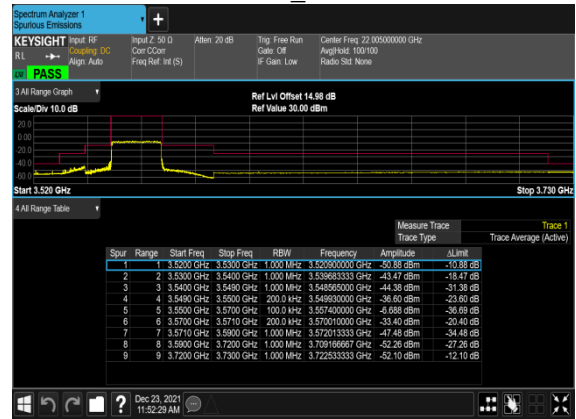 Spectrum Analyzer 1
Spurious Emissions
KEYSIGHT Input: RF Input Z: 50 Ω Atten: 20 dB Trig: Free Run Center Freq: 22.005000000 GHz
RL Coupling: DC Corr CCorr Gate: Off Avg|Hold: 100/100
Align: Auto Freq Ref: Int (S) IF Gain: Low Radio Std: None
PASS
3 All Range Graph Ref Lvl Offset 14.98 dB
Scale/Div 10.0 dB Ref Value 30.00 dBm
20.0
0.00
-20.0
-40.0
-60.0
Start 3.520 GHz Stop 3.730 GHz
4 All Range Table
Measure Trace Trace 1
Trace Type Trace Average (Active)
Spur Range Start Freq Stop Freq RBW Frequency Amplitude ΔLimit
1 1 3.5200 GHz 3.5300 GHz 1.000 MHz 3.520900000 GHz -50.88 dBm -10.88 dB
2 2 3.5300 GHz 3.5400 GHz 1.000 MHz 3.539683333 GHz -43.47 dBm -18.47 dB
3 3 3.5400 GHz 3.5490 GHz 1.000 MHz 3.548565000 GHz -44.38 dBm -31.38 dB
4 4 3.5490 GHz 3.5500 GHz 200.0 kHz 3.549930000 GHz -36.60 dBm -23.60 dB
5 5 3.5500 GHz 3.5700 GHz 100.0 kHz 3.557400000 GHz -6.688 dBm -36.69 dB
6 6 3.5700 GHz 3.5710 GHz 200.0 kHz 3.570010000 GHz -33.40 dBm -20.40 dB
7 7 3.5710 GHz 3.5900 GHz 1.000 MHz 3.572013333 GHz -47.48 dBm -34.48 dB
8 8 3.5900 GHz 3.7200 GHz 1.000 MHz 3.709166667 GHz -52.26 dBm -27.26 dB
9 9 3.7200 GHz 3.7300 GHz 1.000 MHz 3.722533333 GHz -52.10 dBm -12.10 dB
Dec 23, 2021
11:52:29 AM